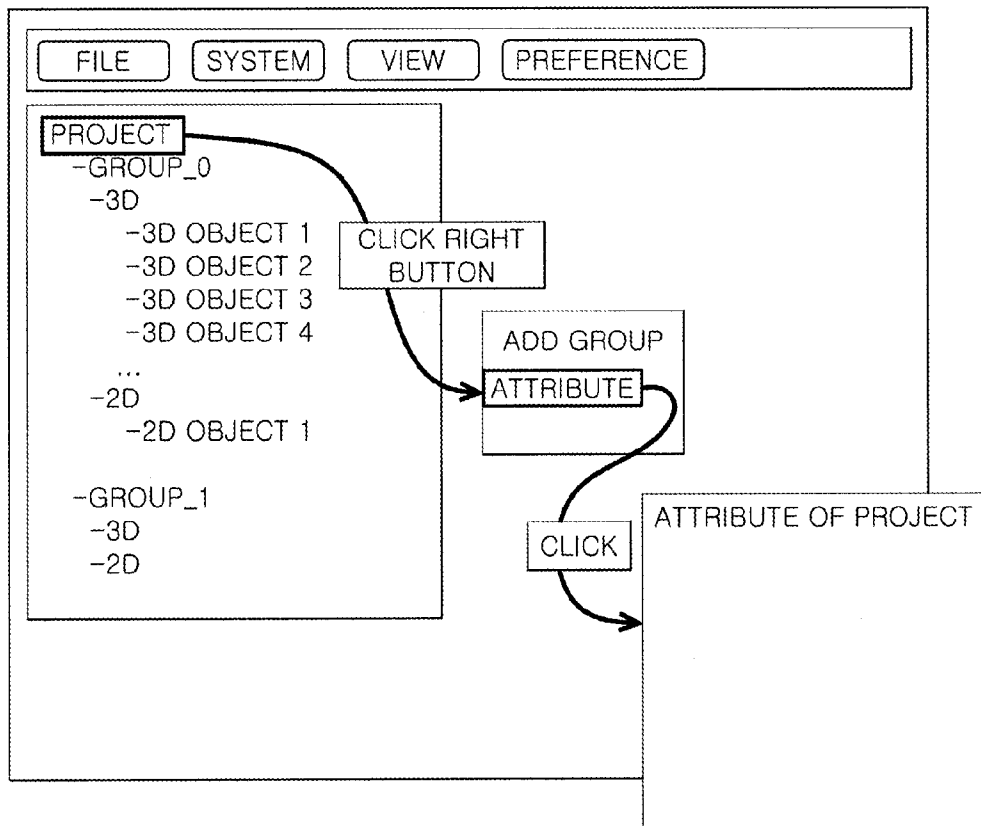 FILE SYSTEM VIEW PREFERENCE
PROJECT
-GROUP_0
-3D
-3D OBJECT 1
-3D OBJECT 2
-3D OBJECT 3
-3D OBJECT 4
...
-2D
-2D OBJECT 1
-GROUP_1
-3D
-2D
CLICK RIGHT
BUTTON
ADD GROUP
ATTRIBUTE
CLICK
ATTRIBUTE OF PROJECT